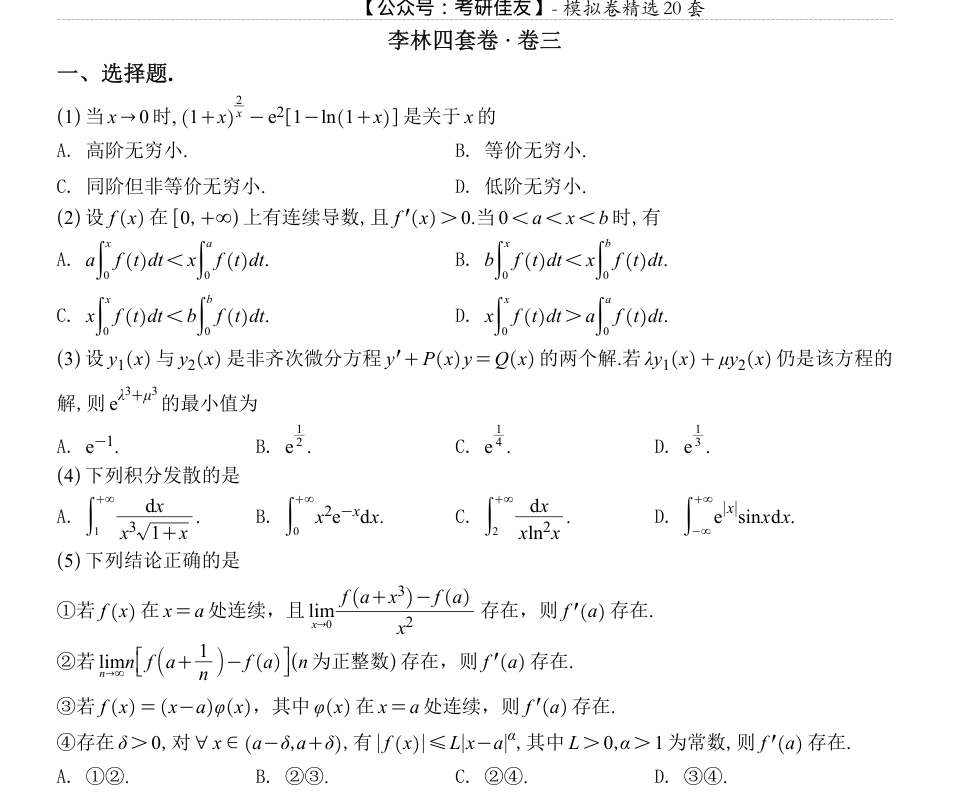 【公众号：考研佳友】- 模拟卷精选 20 套
李林四套卷 · 卷三
一、选择题.
(1) 当 x→0 时, (1+x)^{2/x} − e²[1−ln(1+x)] 是关于 x 的
A. 高阶无穷小. B. 等价无穷小.
C. 同阶但非等价无穷小. D. 低阶无穷小.
(2) 设 f(x) 在 [0, +∞) 上有连续导数, 且 f′(x) > 0.当 0 < a < x < b 时, 有
A. a∫₀ˣ f(t)dt < x∫₀ᵃ f(t)dt. B. b∫₀ˣ f(t)dt < x∫₀ᵇ f(t)dt.
C. x∫₀ˣ f(t)dt < b∫₀ᵇ f(t)dt. D. x∫₀ˣ f(t)dt > a∫₀ᵃ f(t)dt.
(3) 设 y₁(x) 与 y₂(x) 是非齐次微分方程 y′ + P(x)y = Q(x) 的两个解.若 λy₁(x) + μy₂(x) 仍是该方程的
解, 则 e^{λ³+μ³} 的最小值为
A. e⁻¹. B. e^{1/2}. C. e^{1/4}. D. e^{1/3}.
(4) 下列积分发散的是
A. ∫₁^{+∞} dx/(x³√(1+x)). B. ∫₀^{+∞} x²e⁻ˣdx. C. ∫₂^{+∞} dx/(xln²x). D. ∫_{−∞}^{+∞} e^{|x|}sinxdx.
(5) 下列结论正确的是
①若 f(x) 在 x = a 处连续，且 lim_{x→0} (f(a+x³)−f(a))/x² 存在，则 f′(a) 存在.
②若 lim_{n→∞} n[f(a+1/n)−f(a)](n 为正整数) 存在，则 f′(a) 存在.
③若 f(x) = (x−a)φ(x)，其中 φ(x) 在 x = a 处连续，则 f′(a) 存在.
④存在 δ > 0, 对 ∀ x ∈ (a−δ,a+δ), 有 |f(x)| ⩽ L|x−a|^α, 其中 L > 0,α > 1 为常数, 则 f′(a) 存在.
A. ①②. B. ②③. C. ②④. D. ③④.